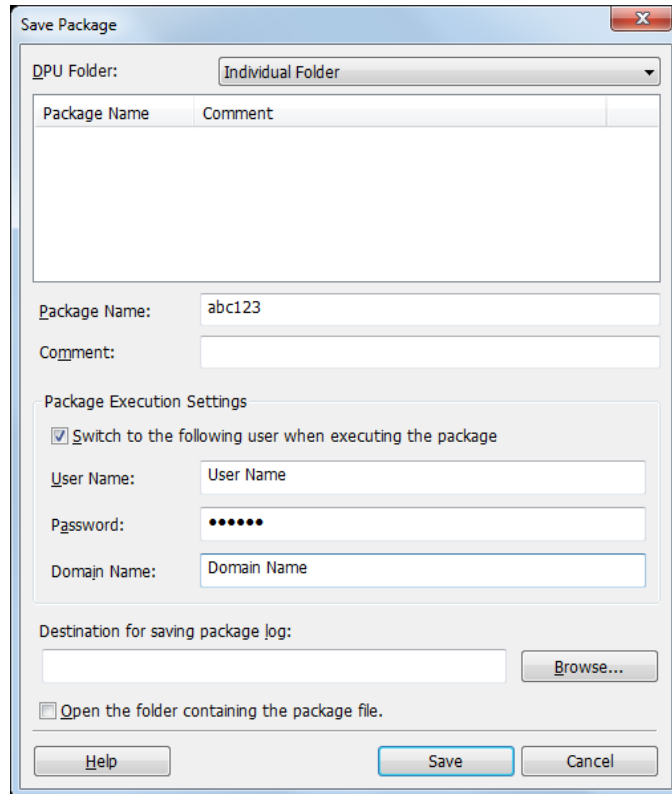 Save Package
DPU Folder: Individual Folder
Package Name Comment
Package Name: abc123
Comment:
Package Execution Settings
Switch to the following user when executing the package
User Name: User Name
Password: ••••••
Domain Name: Domain Name
Destination for saving package log:
Browse...
Open the folder containing the package file.
Help Save Cancel